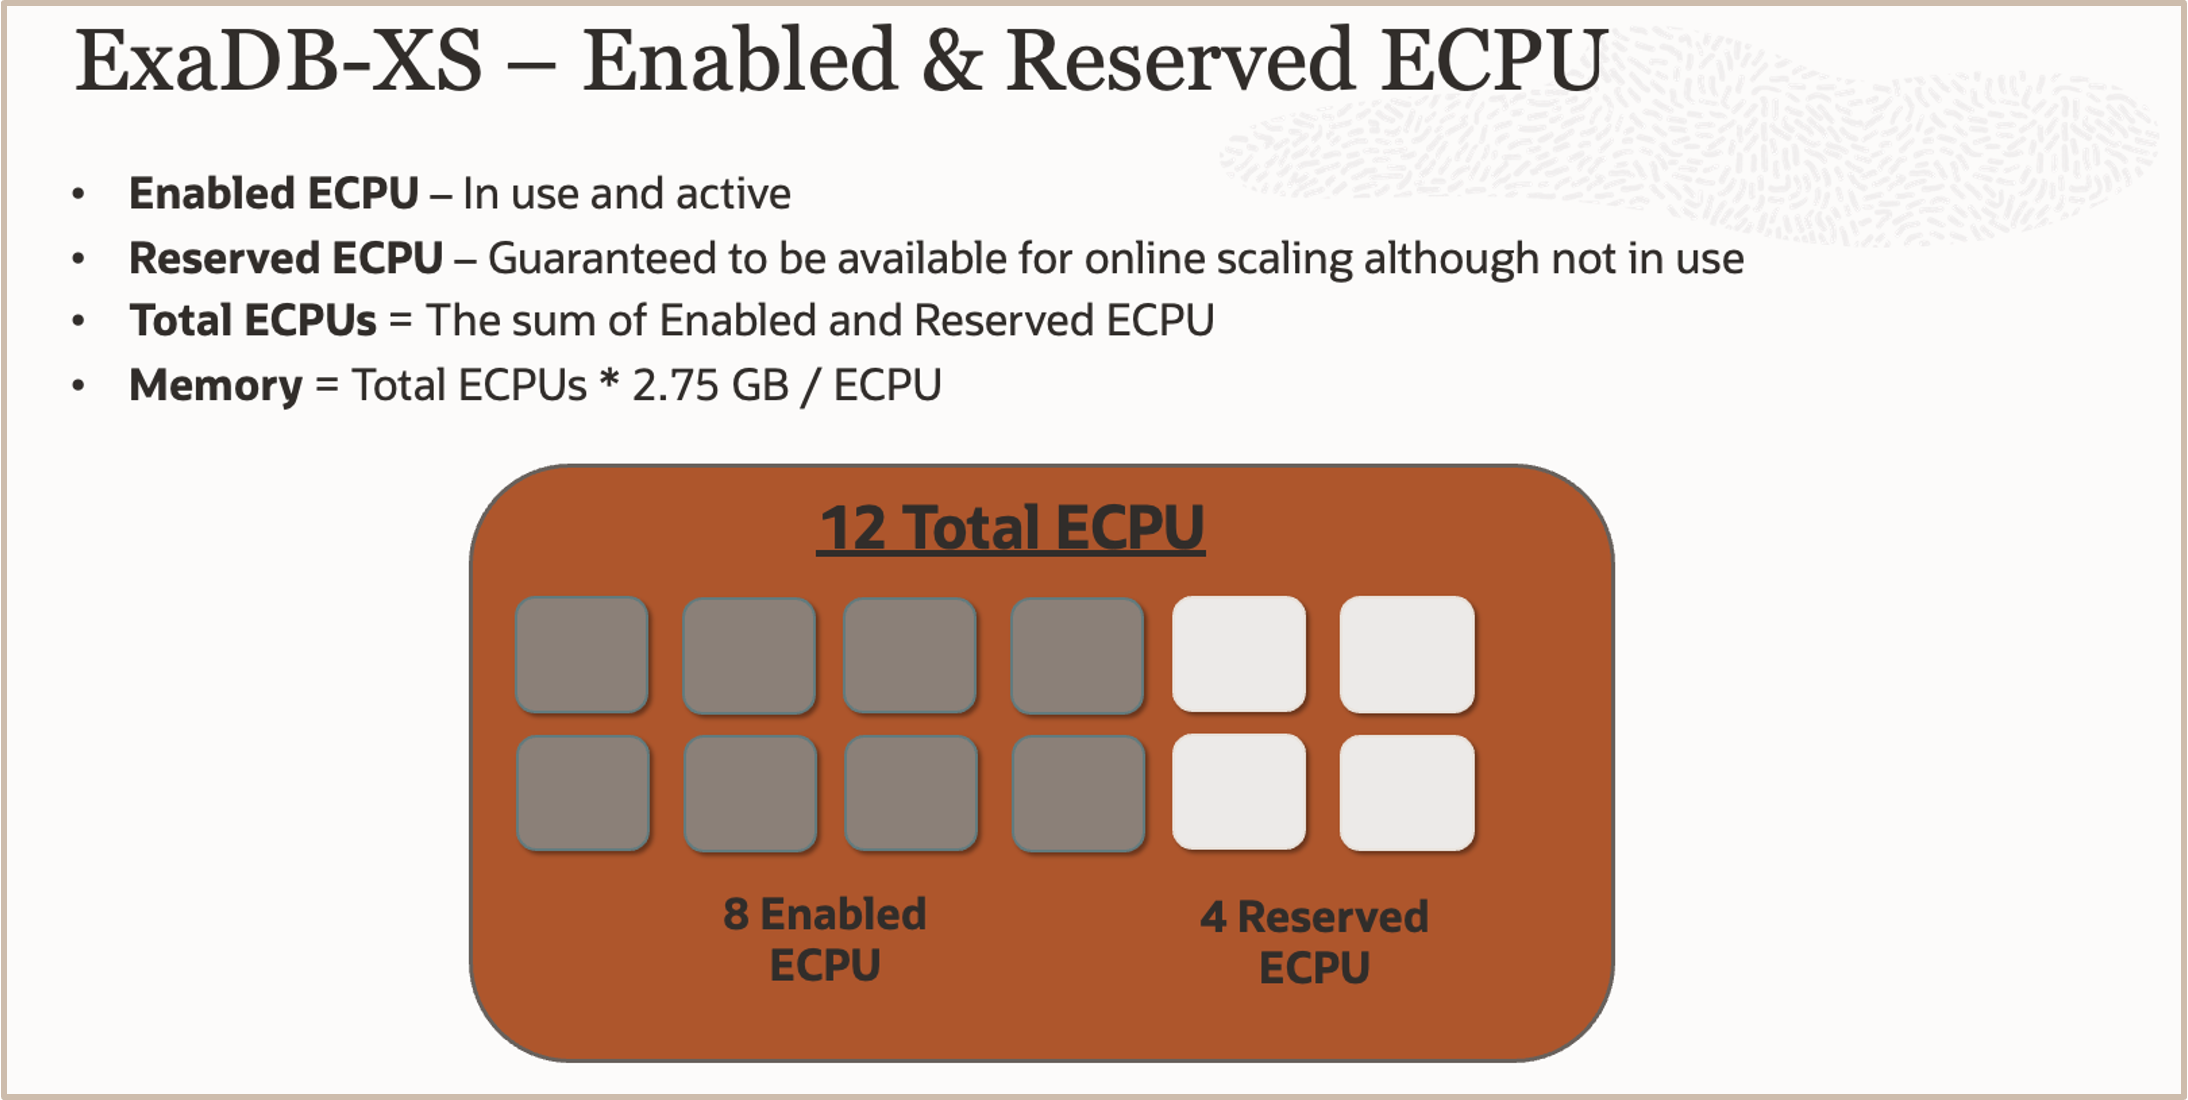 ExaDB-XS – Enabled & Reserved ECPU
• Enabled ECPU – In use and active
• Reserved ECPU – Guaranteed to be available for online scaling although not in use
• Total ECPUs = The sum of Enabled and Reserved ECPU
• Memory = Total ECPUs * 2.75 GB / ECPU
12 Total ECPU
8 Enabled
ECPU
4 Reserved
ECPU